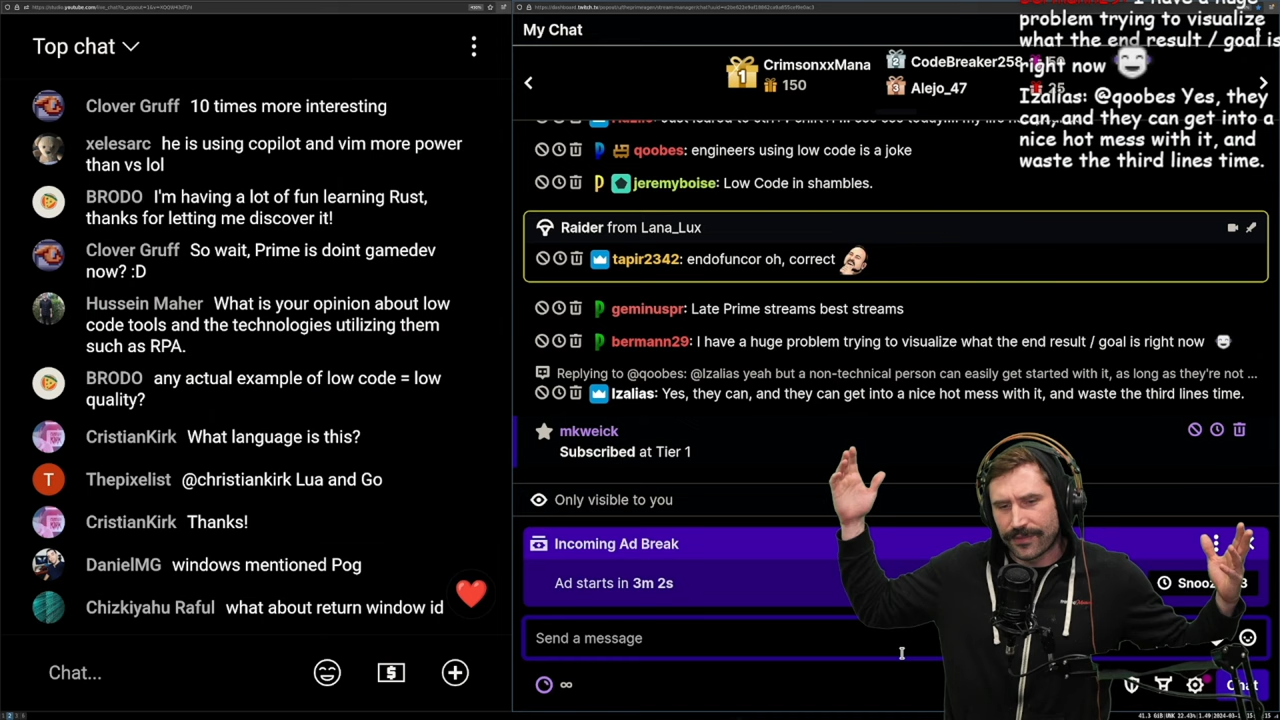 Top chat
Clover Gruff 10 times more interesting
xelesarc he is using copilot and vim more power
than vs lol
BRODO I'm having a lot of fun learning Rust,
thanks for letting me discover it!
Clover Gruff So wait, Prime is doint gamedev
now? :D
Hussein Maher What is your opinion about low
code tools and the technologies utilizing them
such as RPA.
BRODO any actual example of low code = low
quality?
CristianKirk What language is this?
T Thepixelist @christiankirk Lua and Go
CristianKirk Thanks!
DanielMG windows mentioned Pog
Chizkiyahu Raful what about return window id
Chat...
My Chat
1 CrimsonxxMana
150
2 CodeBreaker258
3 Alejo_47
25
qoobes: engineers using low code is a joke
jeremyboise: Low Code in shambles.
Raider from Lana_Lux
tapir2342: endofuncor oh, correct
geminuspr: Late Prime streams best streams
bermann29: I have a huge problem trying to visualize what the end result / goal is right now
Replying to @qoobes: @Izalias yeah but a non-technical person can easily get started with it, as long as they're not ...
Izalias: Yes, they can, and they can get into a nice hot mess with it, and waste the third lines time.
mkweick
Subscribed at Tier 1
Only visible to you
Incoming Ad Break
Ad starts in 3m 2s
Send a message
Chat
I have a huge
problem trying to visualize
what the end result / goal is
right now
Izalias: @qoobes Yes, they
can, and they can get into a
nice hot mess with it, and
waste the third lines time.